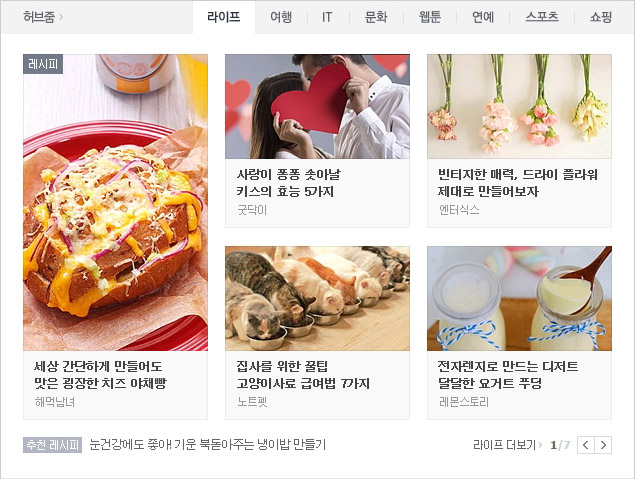 허브줌 >
라이프 여행 IT 문화 웹툰 연예 스포츠 쇼핑
레시피
세상 간단하게 만들어도
맛은 굉장한 치즈 야채빵
해먹남녀
사랑이 퐁퐁 솟아날
키스의 효능 5가지
굿닥이
빈티지한 매력, 드라이 플라워
제대로 만들어보자
엔터식스
집사를 위한 꿀팁
고양이사료 급여법 7가지
노트펫
전자렌지로 만드는 디저트
달달한 요거트 푸딩
레몬스토리
추천 레시피 눈건강에도 좋아! 기운 북돋아주는 냉이밥 만들기
라이프 더보기 > 1/7 < >